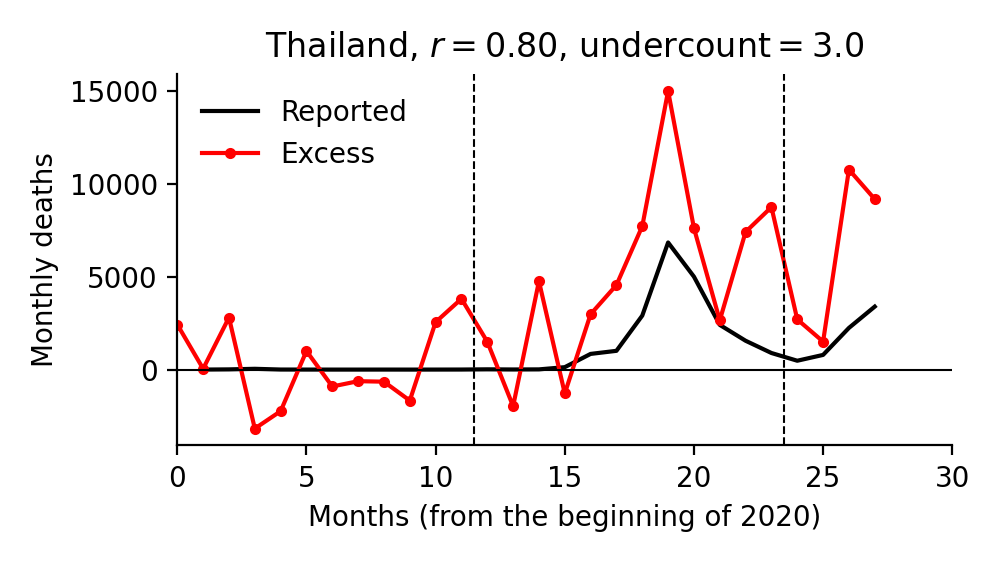 Thailand, r = 0.80, undercount = 3.0
Monthly deaths
15000
10000
5000
0
Reported
Excess
0 5 10 15 20 25 30
Months (from the beginning of 2020)